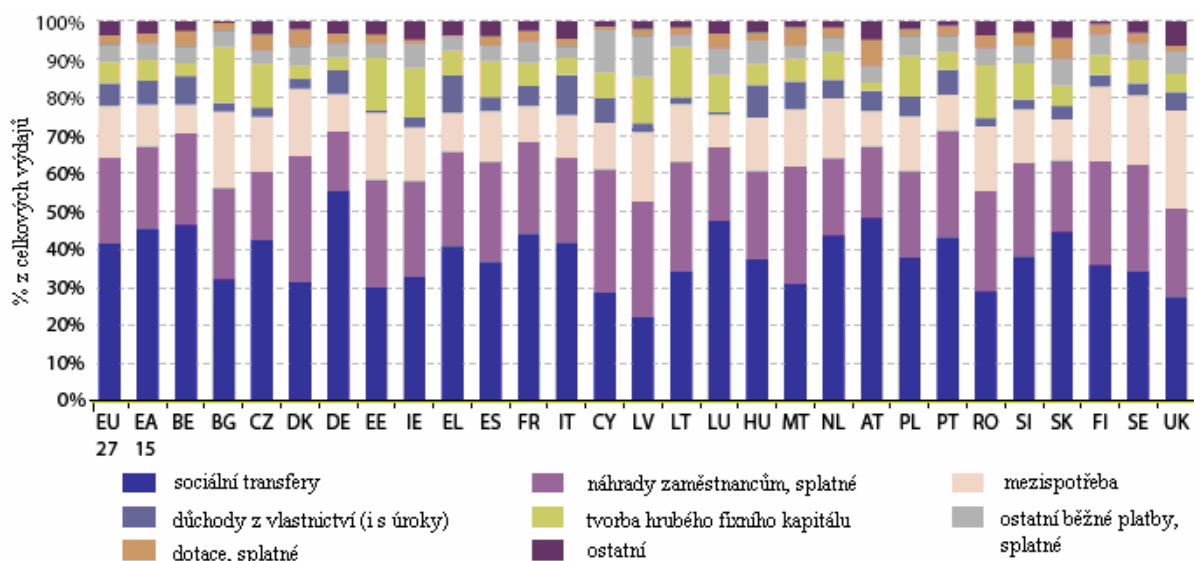 % z celkových výdajů
100%
90%
80%
70%
60%
50%
40%
30%
20%
10%
0%
EU EA BE BG CZ DK DE EE IE EL ES FR IT CY LV LT LU HU MT NL AT PL PT RO SI SK FI SE UK
27 15
sociální transfery
náhrady zaměstnancům, splatné
mezispotřeba
důchody z vlastnictví (i s úroky)
tvorba hrubého fixního kapitálu
ostatní běžné platby,
splatné
dotace, splatné
ostatní